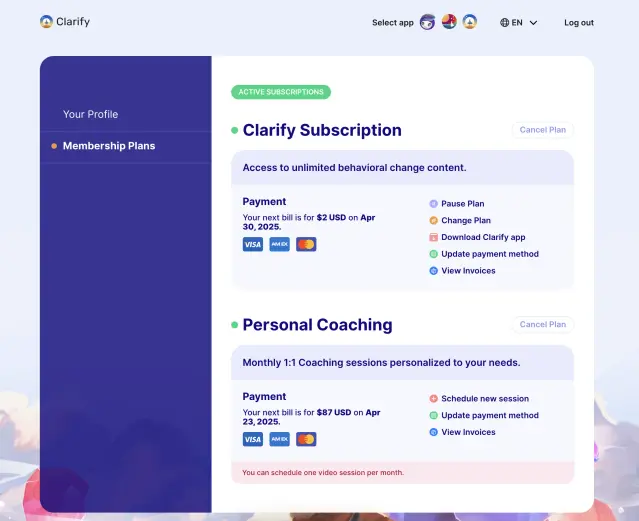 Clarify
Select app
EN
Log out
Your Profile
Membership Plans
ACTIVE SUBSCRIPTIONS
Clarify Subscription
Cancel Plan
Access to unlimited behavioral change content.
Payment
Your next bill is for $2 USD on Apr
30, 2025.
VISA
AMEX
Pause Plan
Change Plan
Download Clarify app
Update payment method
View Invoices
Personal Coaching
Cancel Plan
Monthly 1:1 Coaching sessions personalized to your needs.
Payment
Your next bill is for $87 USD on Apr
23, 2025.
VISA
AMEX
Schedule new session
Update payment method
View Invoices
You can schedule one video session per month.